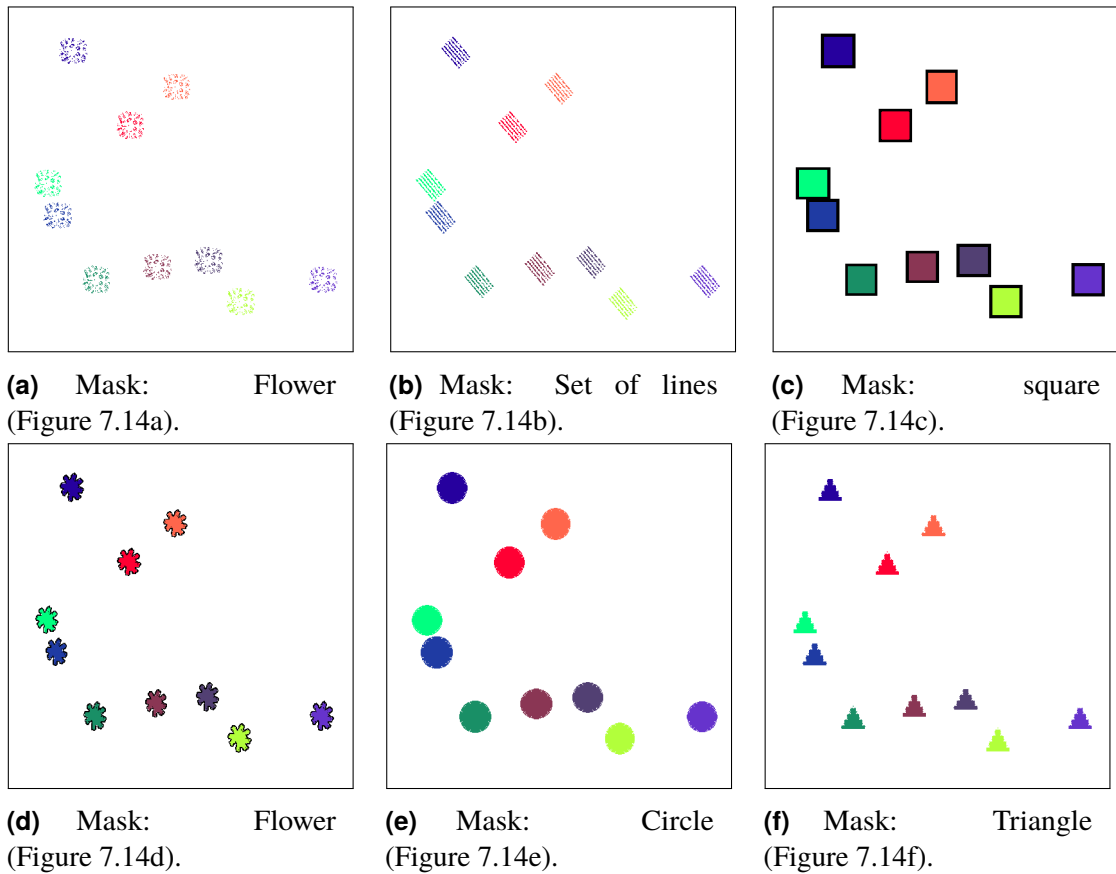 (a) Mask: Flower
(Figure 7.14a).
(b) Mask: Set of lines
(Figure 7.14b).
(c) Mask: square
(Figure 7.14c).
(d) Mask: Flower
(Figure 7.14d).
(e) Mask: Circle
(Figure 7.14e).
(f) Mask: Triangle
(Figure 7.14f).